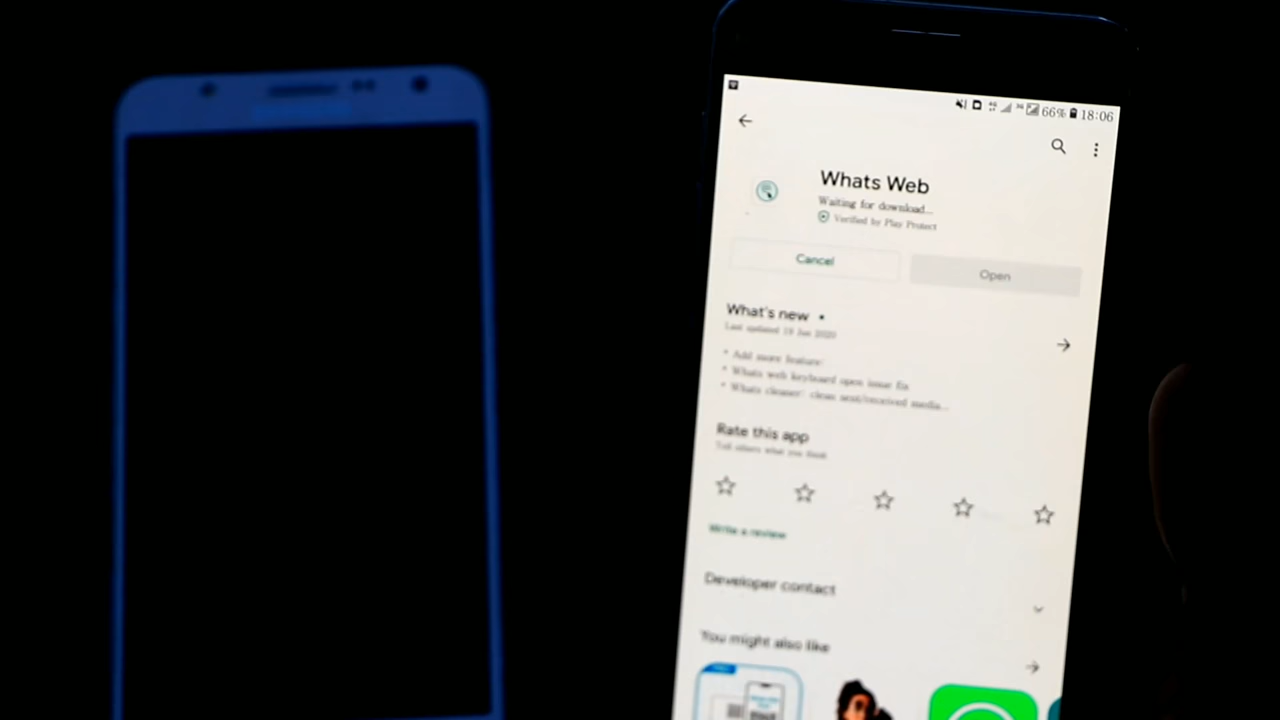 66% 18:06
Whats Web
Waiting for download...
Verified by Play Protect
Cancel
Open
What's new •
Last updated 19 Jun 2020
* Add more feature:
* Whats web keyboard open issue fix
* Whats cleaner: clean sent/received media...
Rate this app
Tell others what you think
Write a review
Developer contact
You might also like